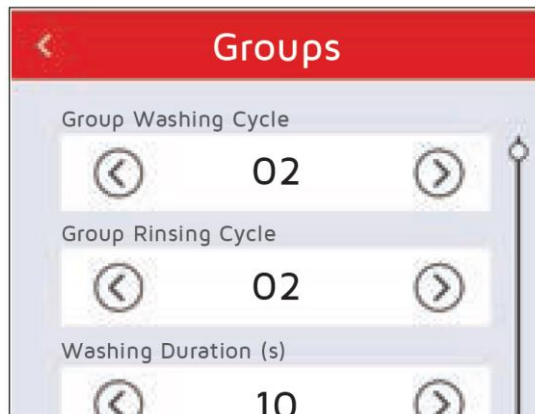 Groups
Group Washing Cycle
02
Group Rinsing Cycle
02
Washing Duration (s)
10